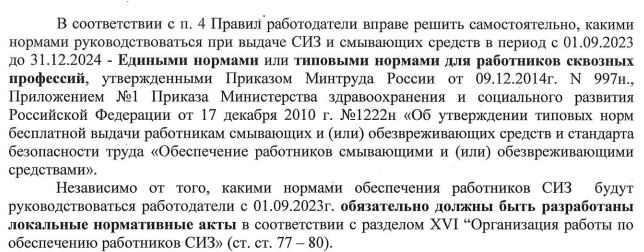 В соответствии с п. 4 Правил работодатели вправе решить самостоятельно, какими
нормами руководствоваться при выдаче СИЗ и смывающих средств в период с 01.09.2023
до 31.12.2024 - Едиными нормами или типовыми нормами для работников сквозных
профессий, утвержденными Приказом Минтруда России от 09.12.2014г. N 997н.,
Приложением №1 Приказа Министерства здравоохранения и социального развития
Российской Федерации от 17 декабря 2010 г. №1222н «Об утверждении типовых норм
бесплатной выдачи работникам смывающих и (или) обезвреживающих средств и стандарта
безопасности труда «Обеспечение работников смывающими и (или) обезвреживающими
средствами».
Независимо от того, какими нормами обеспечения работников СИЗ будут
руководствоваться работодатели с 01.09.2023г. обязательно должны быть разработаны
локальные нормативные акты в соответствии с разделом XVI “Организация работы по
обеспечению работников СИЗ» (ст. ст. 77 – 80).